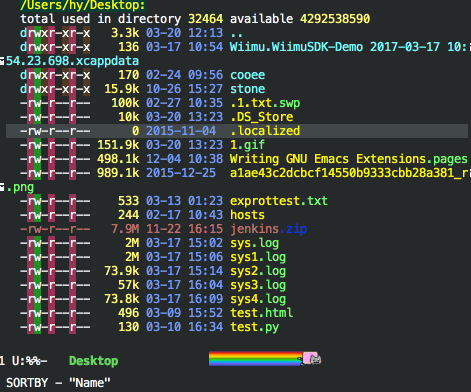 /Users/hy/Desktop:
total used in directory 32464 available 4292538590
drwxr-xr-x 3.3k 03-20 12:13 ..
drwxr-xr-x 136 03-17 10:54 Wiimu.WiimuSDK-Demo 2017-03-17 10:
54.23.698.xcappdata
drwxr-xr-x 170 02-24 09:56 cooee
drwxr-xr-x 15.9k 10-26 15:27 stone
-rw-r--r-- 100k 02-27 10:35 .1.txt.swp
-rw-r--r-- 10k 03-20 13:23 .DS_Store
-rw-r--r-- 0 2015-11-04 .localized
-rw-r--r-- 151.9k 03-20 13:23 1.gif
-rw-r--r-- 498.1k 12-04 10:38 Writing GNU Emacs Extensions.pages
-rw-r--r-- 989.1k 2015-12-25 a1ae43c2dcbcf14550b9333cbb28a381_r
.png
-rw-r--r-- 533 03-13 01:23 exprottest.txt
-rw-r--r-- 244 02-17 10:43 hosts
-rw-r--r-- 7.9M 11-22 16:15 jenkins.zip
-rw-r--r-- 2M 03-17 15:02 sys.log
-rw-r--r-- 2M 03-17 15:06 sys1.log
-rw-r--r-- 73.9k 03-17 15:14 sys2.log
-rw-r--r-- 57k 03-17 16:04 sys3.log
-rw-r--r-- 73.8k 03-17 16:09 sys4.log
-rw-r--r-- 496 03-09 15:52 test.html
-rw-r--r-- 130 03-10 16:34 test.py
1 U:%%- Desktop
SORTBY - "Name"